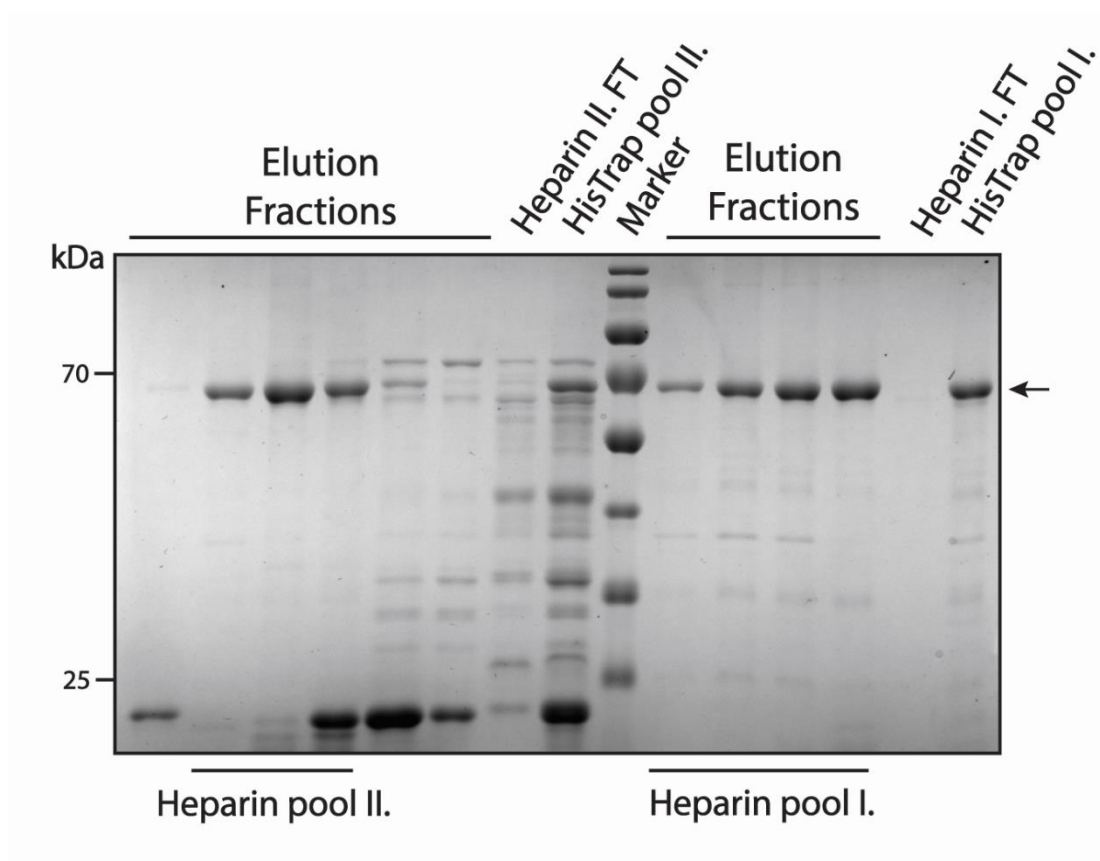 Elution
Fractions
Heparin II. FT
HisTrap pool II.
Marker
Elution
Fractions
Heparin I. FT
HisTrap pool I.
kDa
70
25
Heparin pool II.
Heparin pool I.